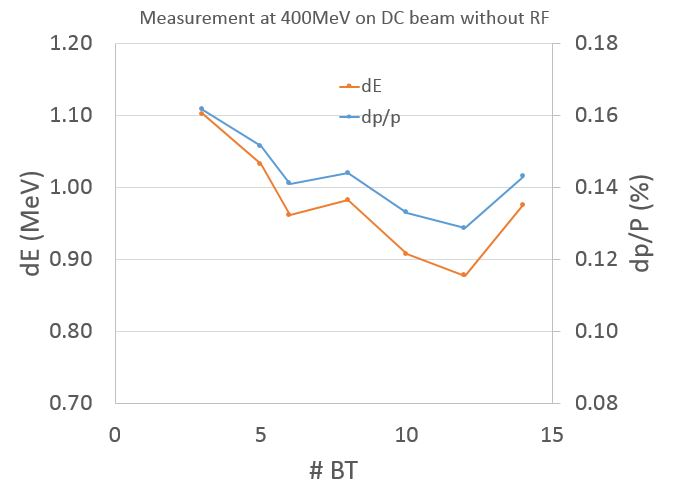 Measurement at 400MeV on DC beam without RF
1.20
1.10
1.00
0.90
0.80
0.70
dE (MeV)
dE
dp/p
0.18
0.16
0.14
0.12
0.10
0.08
dp/P (%)
0 5 10 15
# BT